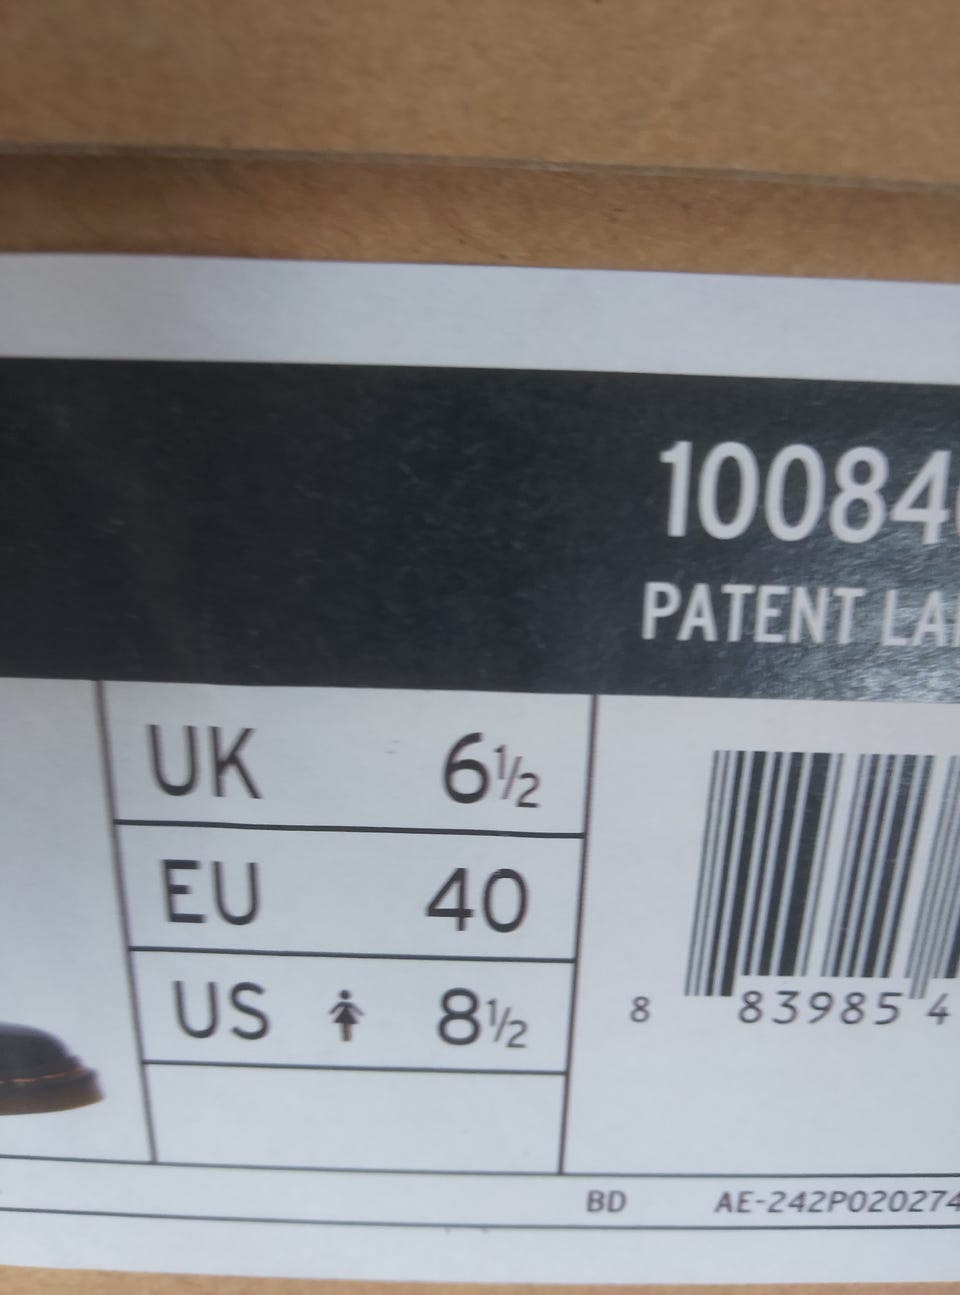 10084
PATENT LA
UK 6½
EU 40
US 8½
8 83985 4
BD AE-242P020274